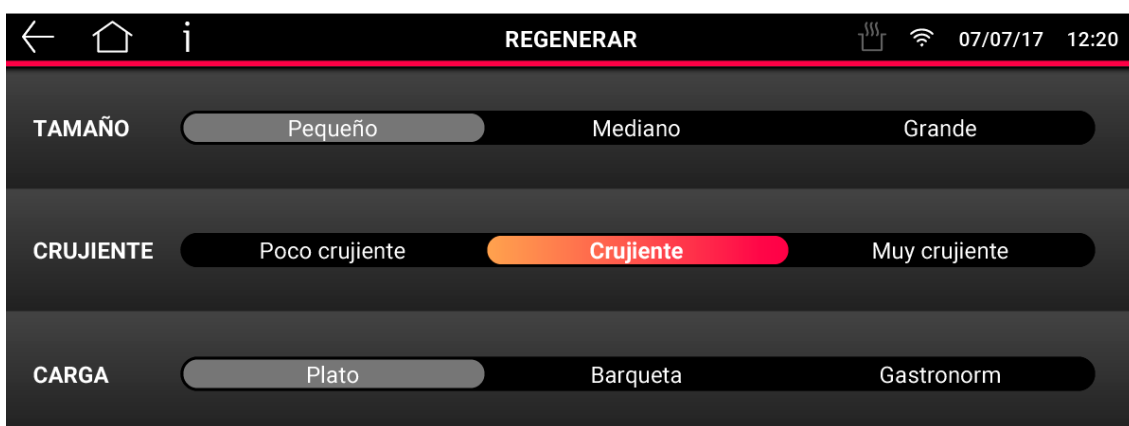 i REGENERAR 07/07/17 12:20
TAMAÑO Pequeño Mediano Grande
CRUJIENTE Poco crujiente Crujiente Muy crujiente
CARGA Plato Barqueta Gastronorm